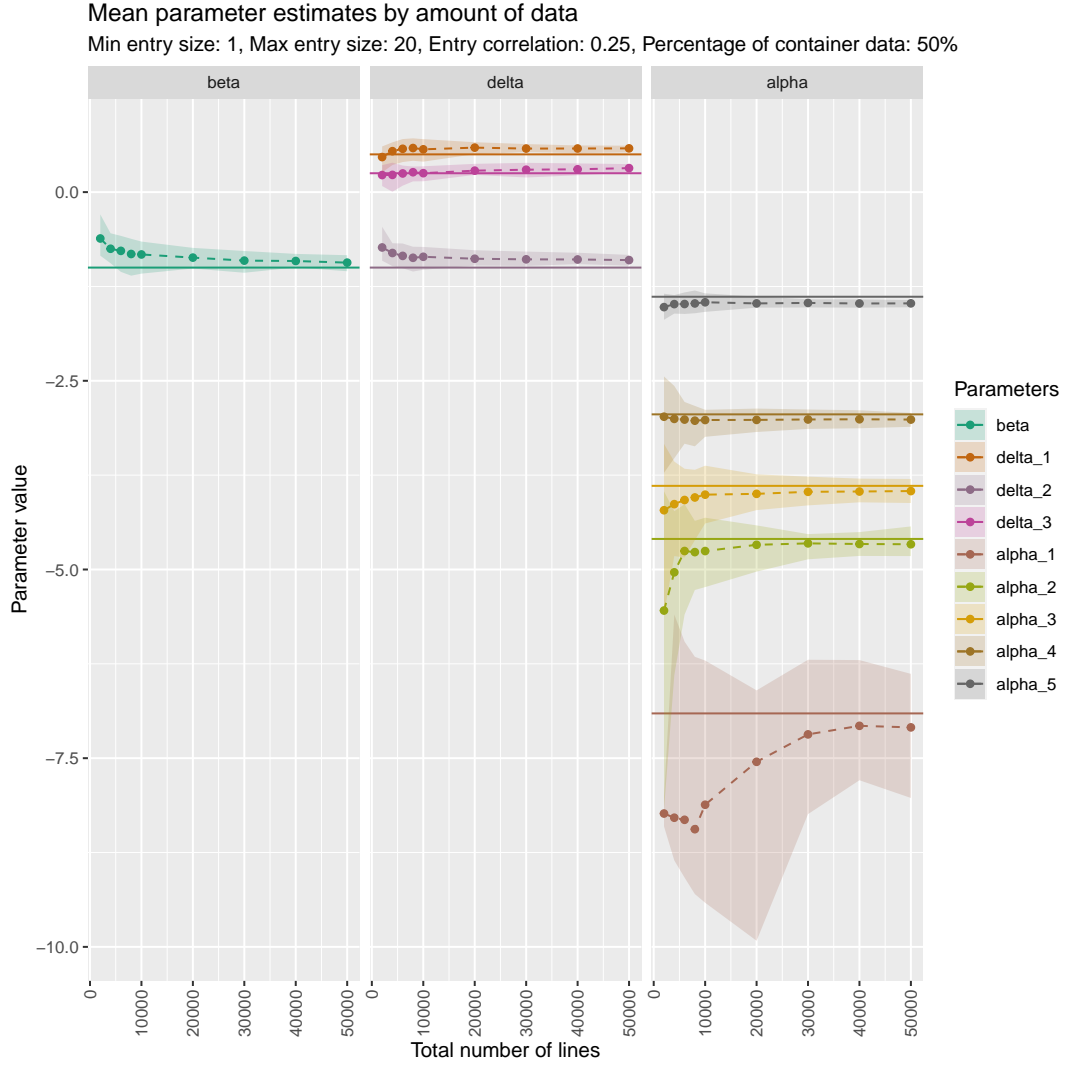 Mean parameter estimates by amount of data
Min entry size: 1, Max entry size: 20, Entry correlation: 0.25, Percentage of container data: 50%
beta
delta
alpha
0.0
−2.5
−5.0
−7.5
−10.0
Parameter value
0
10000
20000
30000
40000
50000
0
10000
20000
30000
40000
50000
0
10000
20000
30000
40000
50000
Total number of lines
Parameters
beta
delta_1
delta_2
delta_3
alpha_1
alpha_2
alpha_3
alpha_4
alpha_5